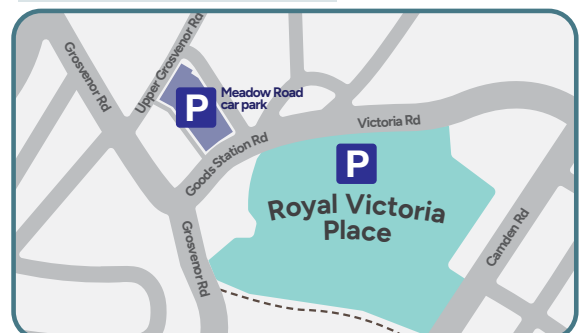 Grosvenor Rd
Upper Grosvenor Rd
P
Meadow Road
car park
Goods Station Rd
Victoria Rd
P
Royal Victoria
Place
Grosvenor Rd
Camden Rd